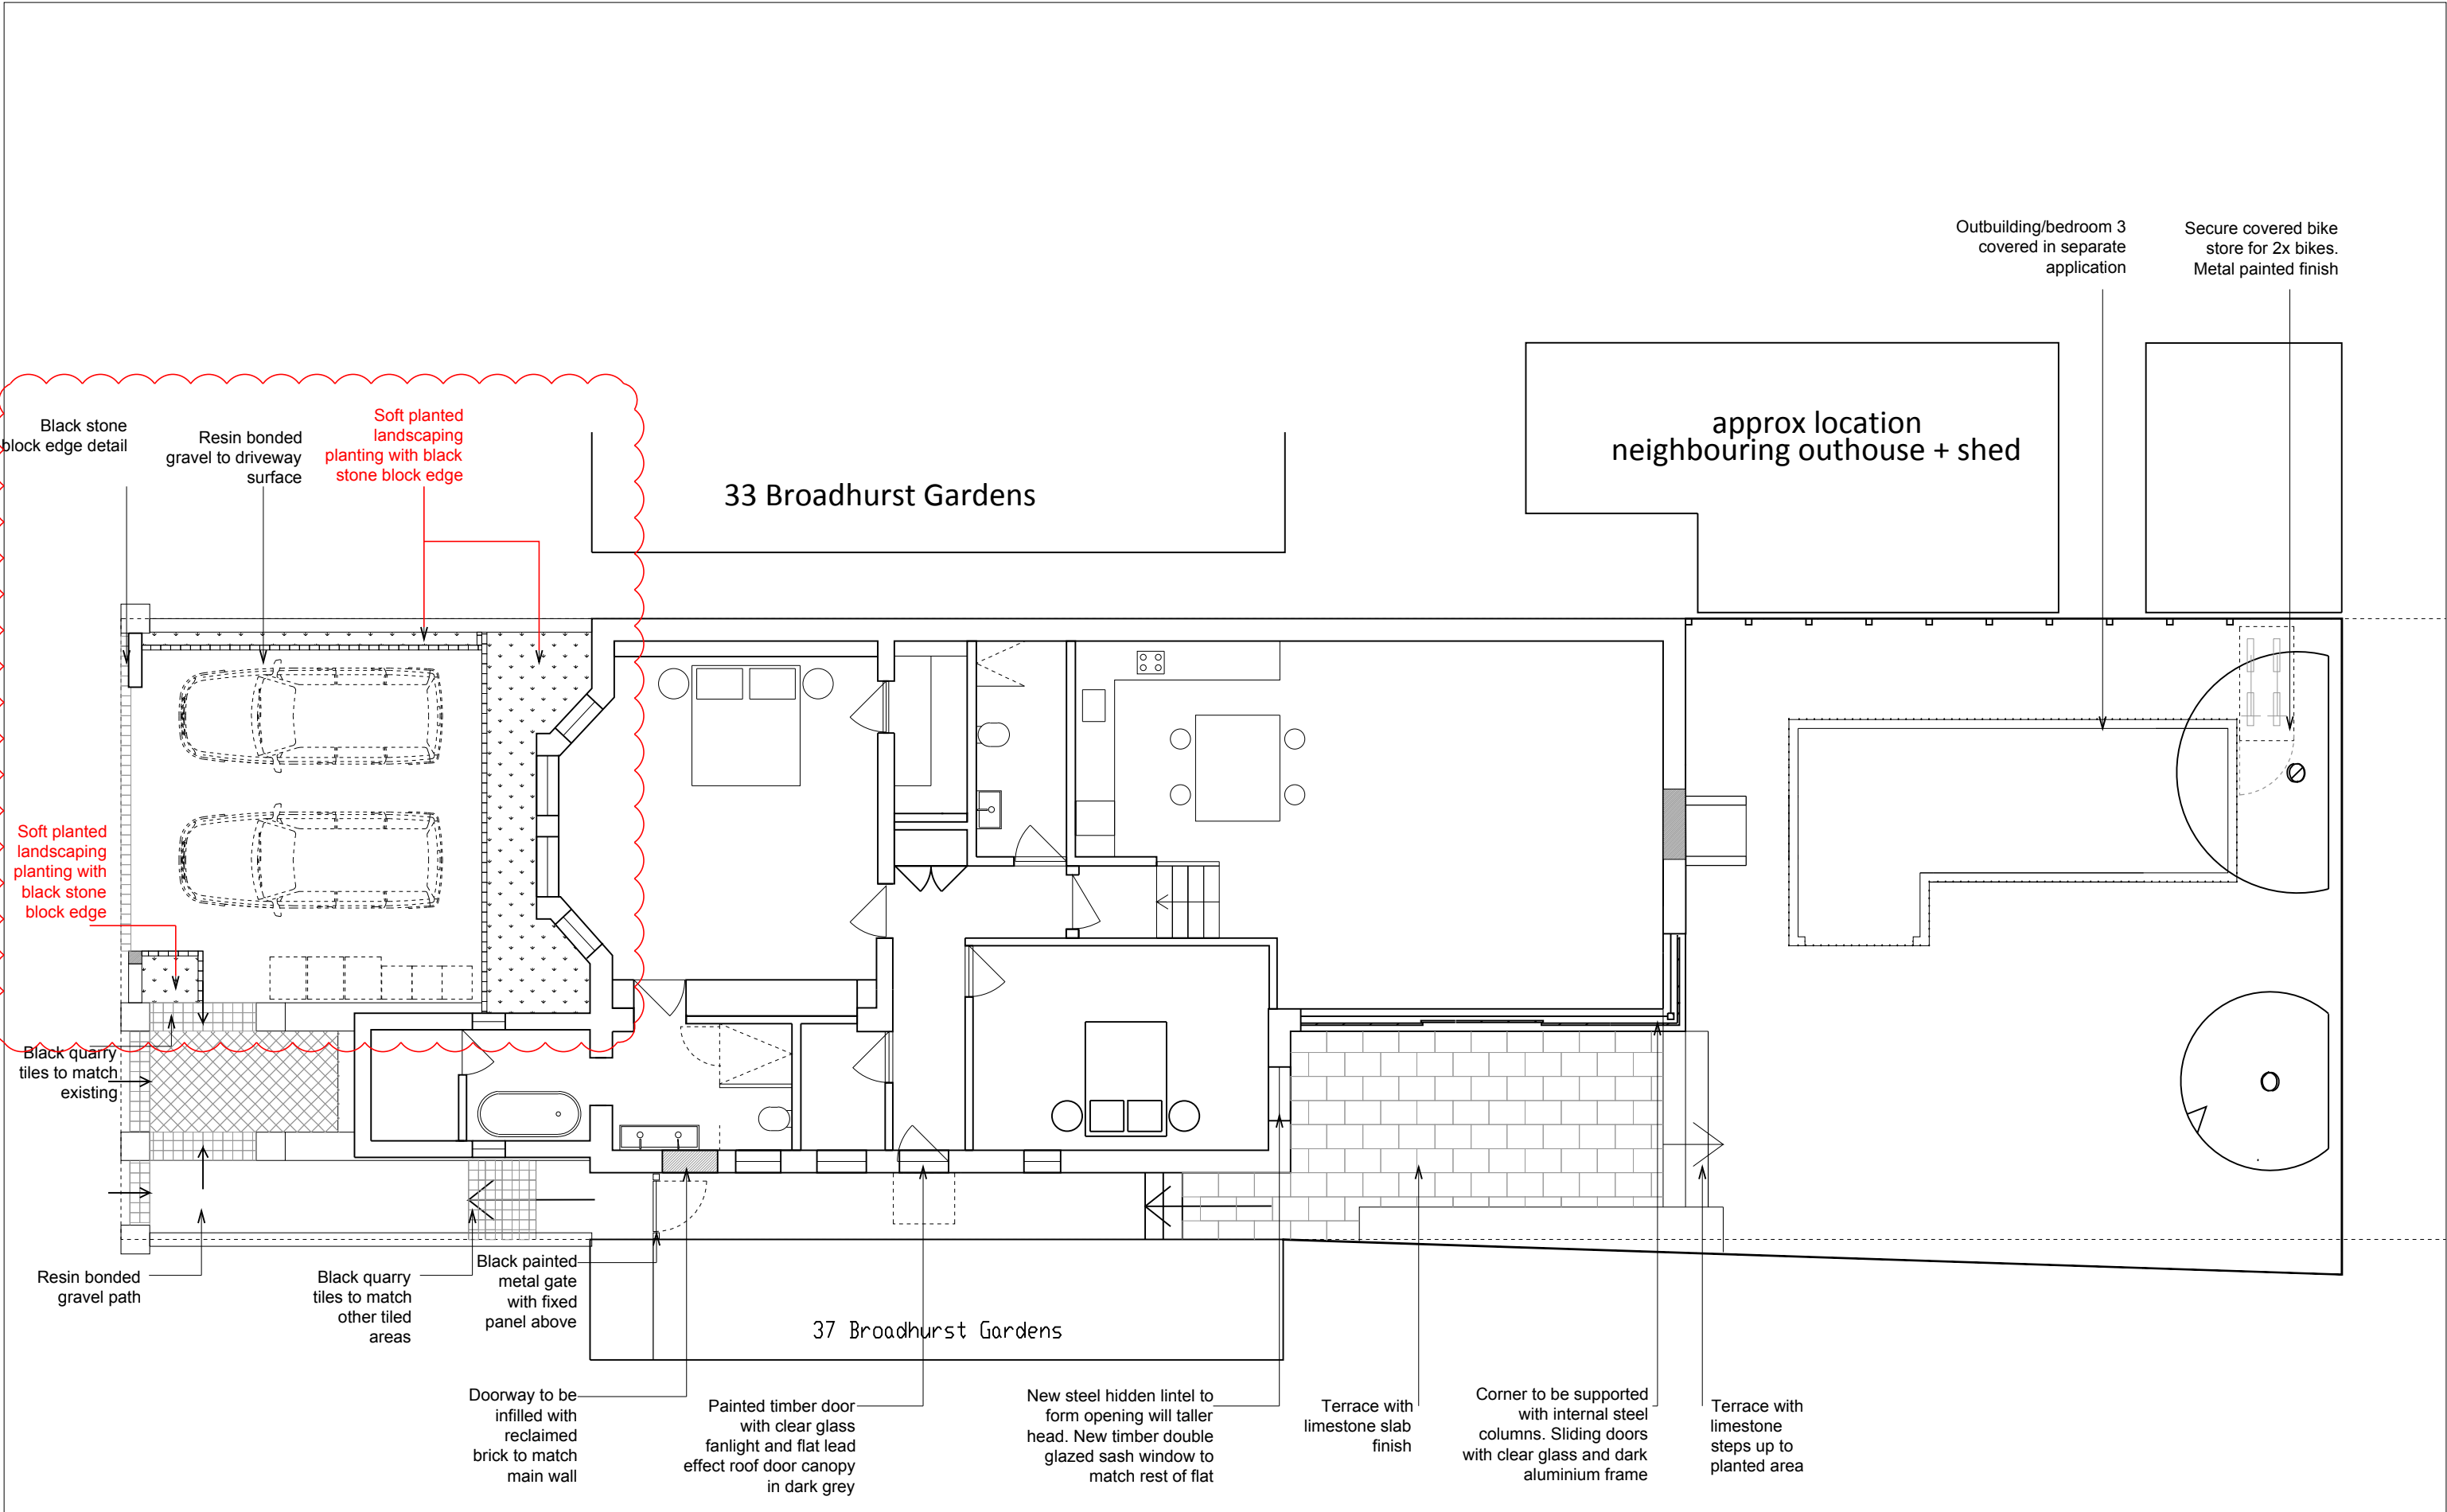 Outbuilding/bedroom 3
covered in separate
application
Secure covered bike
store for 2x bikes.
Metal painted finish
Black stone
block edge detail
Resin bonded
gravel to driveway
surface
Soft planted
landscaping
planting with black
stone block edge
33 Broadhurst Gardens
approx location
neighbouring outhouse + shed
Soft planted
landscaping
planting with
black stone
block edge
Black quarry
tiles to match
existing
Resin bonded
gravel path
Black quarry
tiles to match
other tiled
areas
Black painted
metal gate
with fixed
panel above
37 Broadhurst Gardens
Doorway to be
infilled with
reclaimed
brick to match
main wall
Painted timber door
with clear glass
fanlight and flat lead
effect roof door canopy
in dark grey
New steel hidden lintel to
form opening will taller
head. New timber double
glazed sash window to
match rest of flat
Terrace with
limestone slab
finish
Corner to be supported
with internal steel
columns. Sliding doors
with clear glass and dark
aluminium frame
Terrace with
limestone
steps up to
planted area